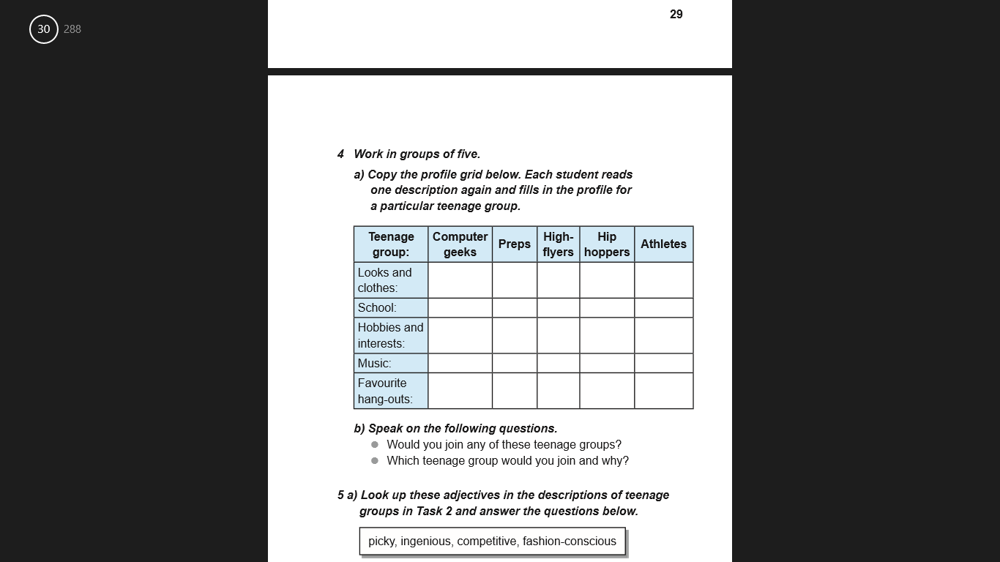 30 288
29
4 Work in groups of five.
a) Copy the profile grid below. Each student reads
one description again and fills in the profile for
a particular teenage group.
Teenage group: Computer geeks Preps High-flyers Hip hoppers Athletes
Looks and clothes:
School:
Hobbies and interests:
Music:
Favourite hang-outs:
b) Speak on the following questions.
Would you join any of these teenage groups?
Which teenage group would you join and why?
5 a) Look up these adjectives in the descriptions of teenage
groups in Task 2 and answer the questions below.
picky, ingenious, competitive, fashion-conscious